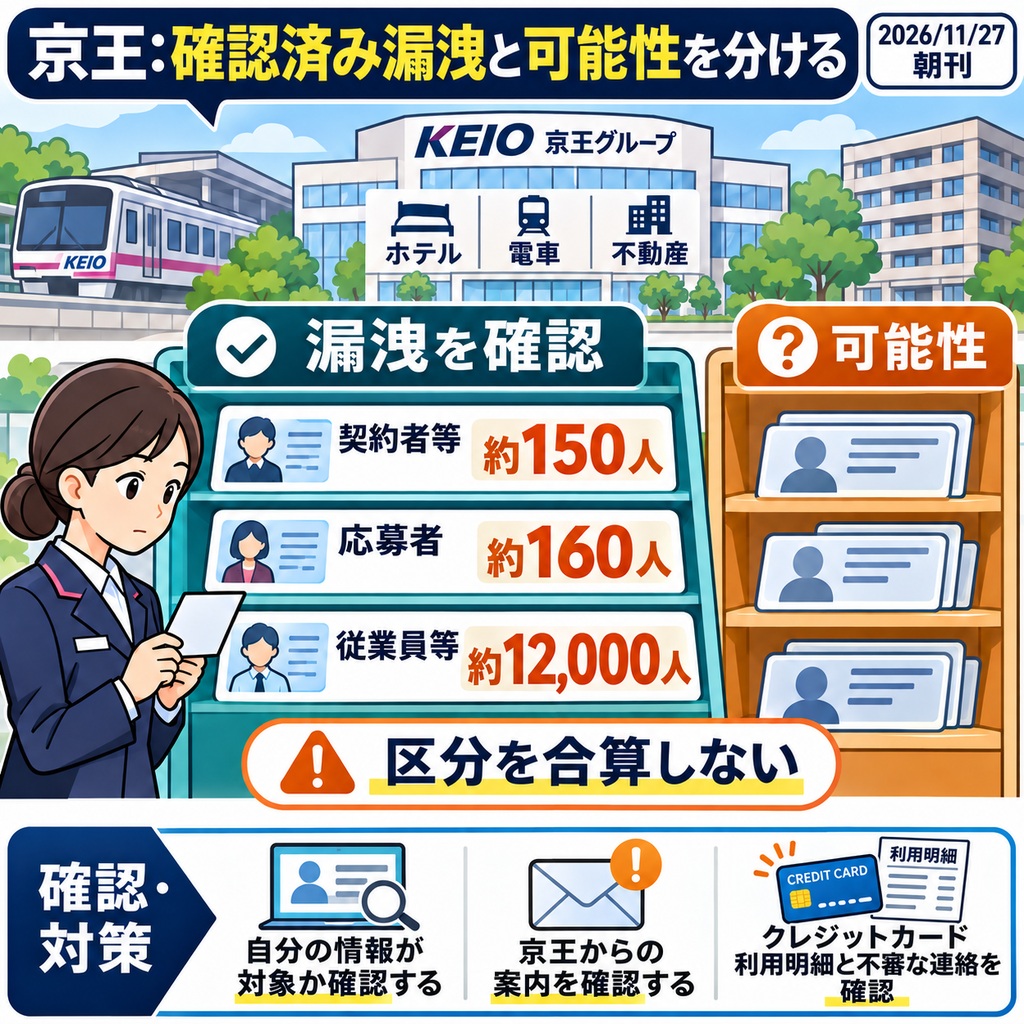 京王:確認済み漏洩と可能性を分ける
2026/11/27
朝刊
KEIO 京王グループ
ホテル
電車
不動産
KEIO
漏洩を確認
可能性
契約者等
約150人
応募者
約160人
従業員等
約12,000人
区分を合算しない
確認・
対策
自分の情報が
対象か確認する
京王からの
案内を確認する
CREDIT CARD
利用明細
クレジットカード
利用明細と不審な連絡を
確認